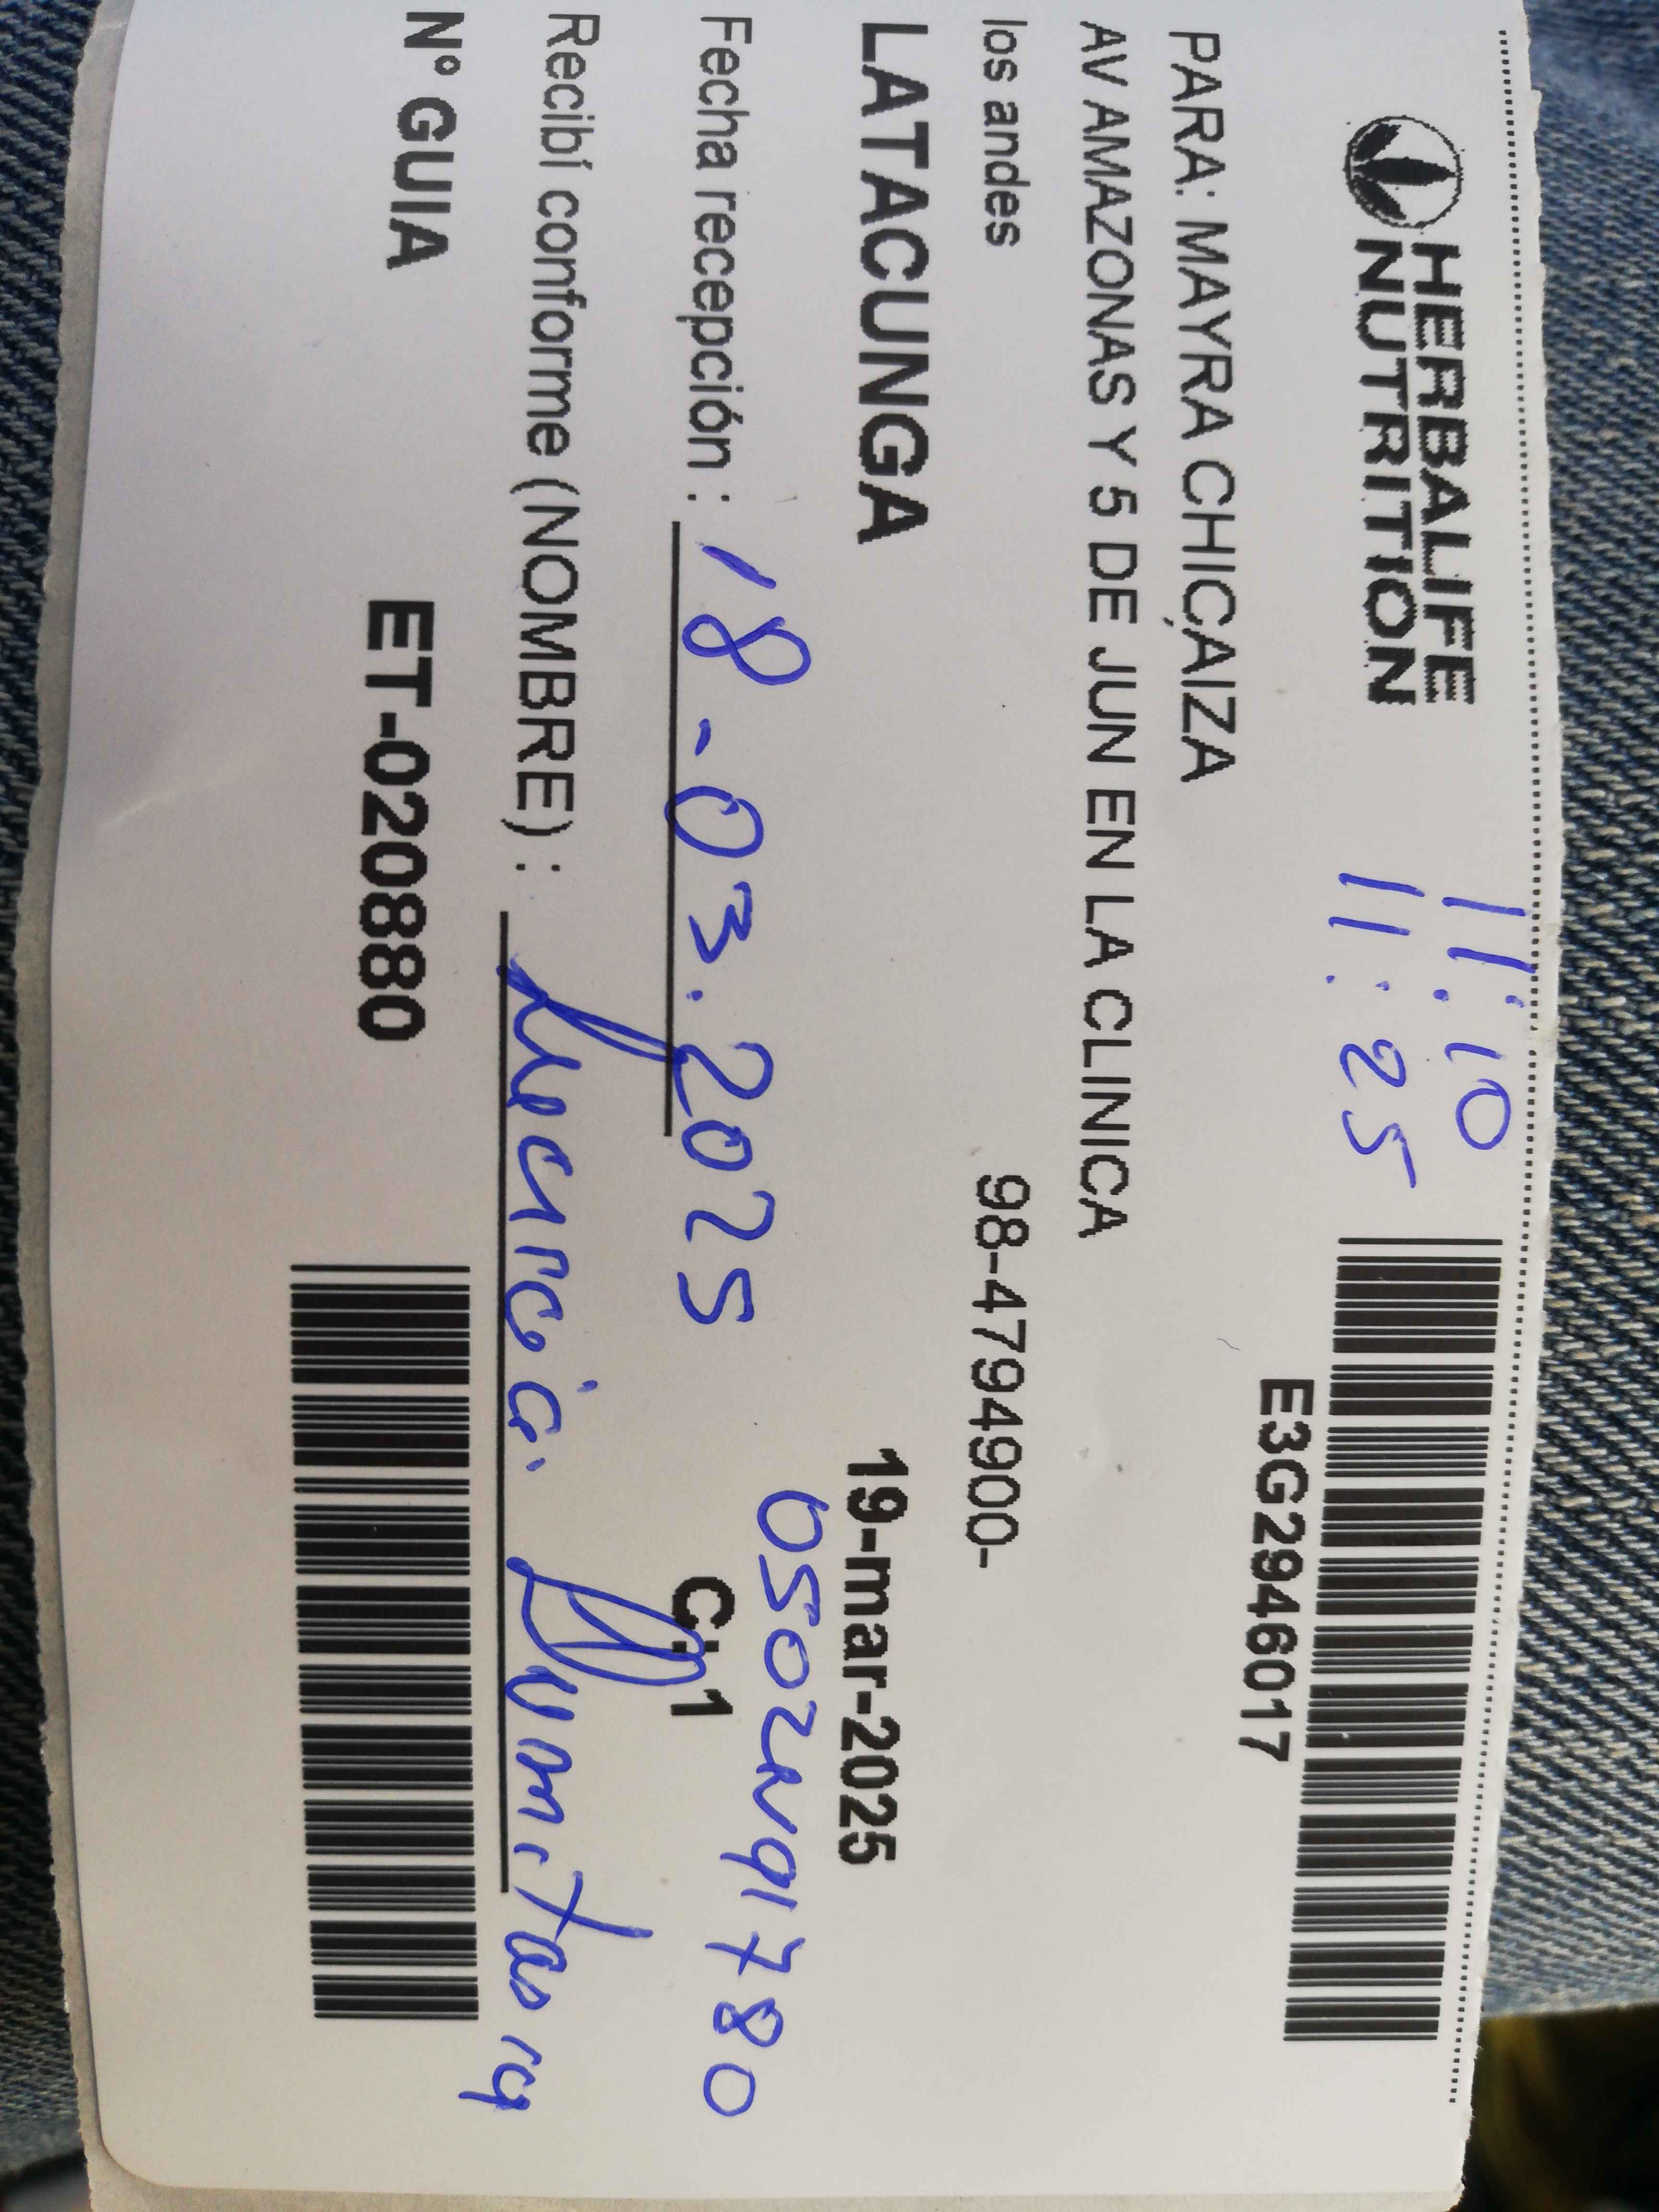 HERBALIFE
NUTRITION
11:10
11:25
E3G2946017
PARA: MAYRA CHICAIZA
AV AMAZONAS Y 5 DE JUN EN LA CLINICA
los andes
98-4794900-
LATACUNGA
19-mar-2025
Fecha recepción : 18-03.2025
C:1
Recibí conforme (NOMBRE) :
Nº GUIA
ET-020880